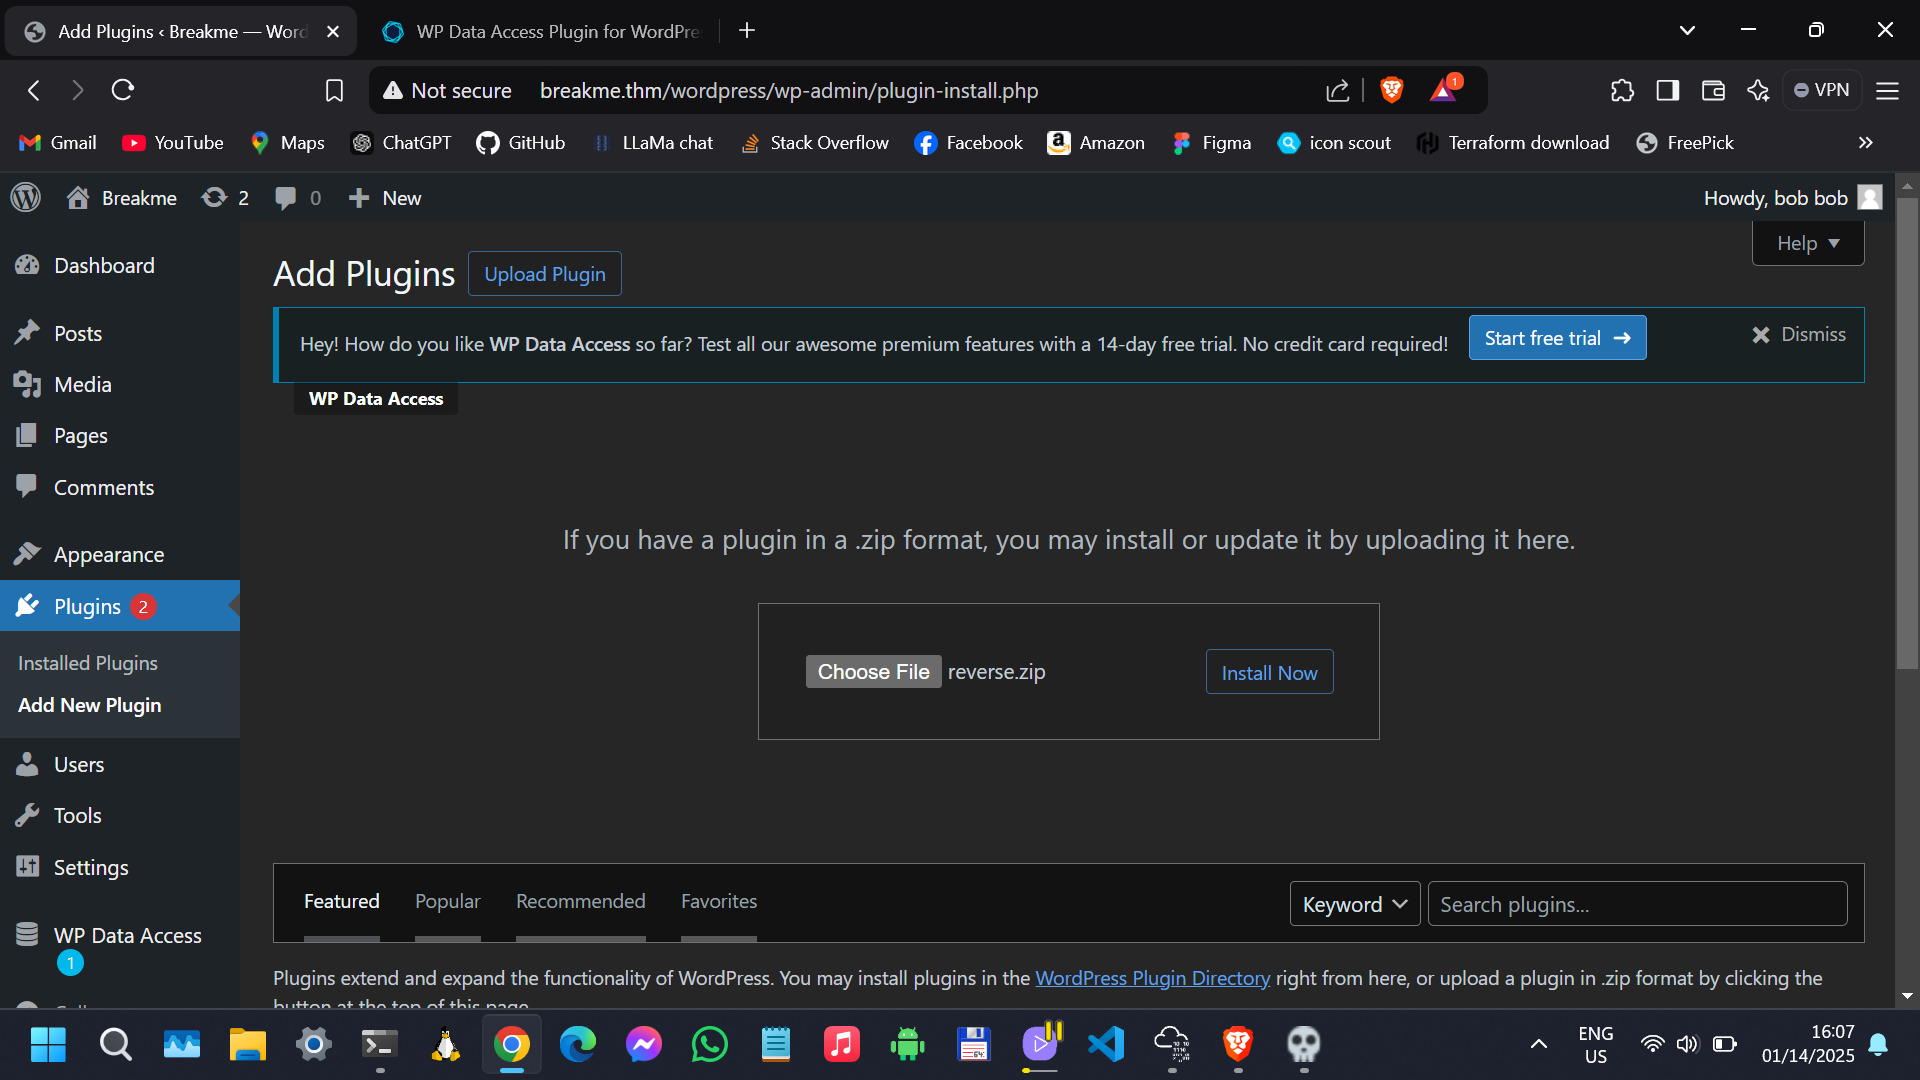 Add Plugins ‹ Breakme — Word
WP Data Access Plugin for WordPre
Not secure
breakme.thm/wordpress/wp-admin/plugin-install.php
1
VPN
Gmail
YouTube
Maps
ChatGPT
GitHub
LLaMa chat
Stack Overflow
Facebook
Amazon
Figma
icon scout
Terraform download
FreePick
Breakme
2
0
New
Howdy, bob bob
Dashboard
Posts
Media
Pages
Comments
Appearance
Plugins 2
Installed Plugins
Add New Plugin
Users
Tools
Settings
WP Data Access
1
Help
Add Plugins
Upload Plugin
Hey! How do you like WP Data Access so far? Test all our awesome premium features with a 14-day free trial. No credit card required!
Start free trial
Dismiss
WP Data Access
If you have a plugin in a .zip format, you may install or update it by uploading it here.
Choose File reverse.zip
Install Now
Featured
Popular
Recommended
Favorites
Keyword
Search plugins...
Plugins extend and expand the functionality of WordPress. You may install plugins in the WordPress Plugin Directory right from here, or upload a plugin in .zip format by clicking the
button at the top of this page.
ENG
US
16:07
01/14/2025